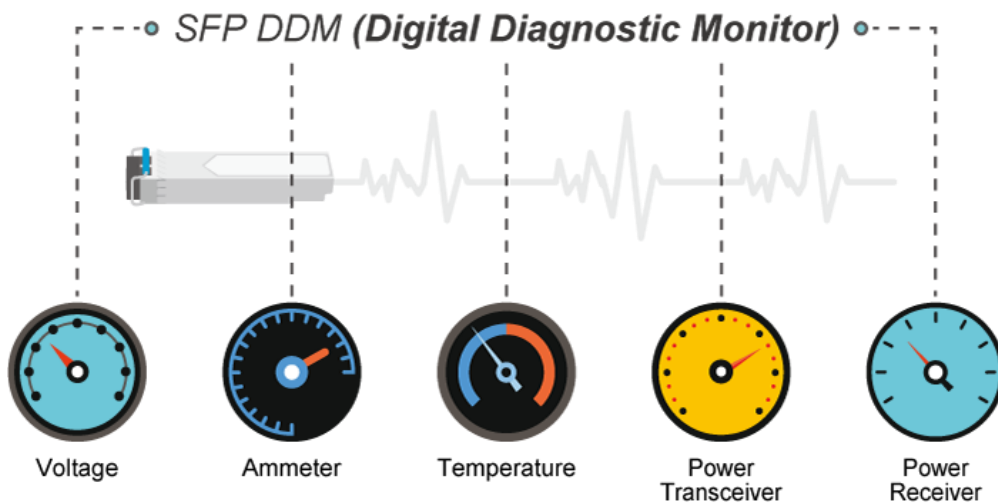 SFP DDM (Digital Diagnostic Monitor)
Voltage
Ammeter
Temperature
Power
Transceiver
Power
Receiver